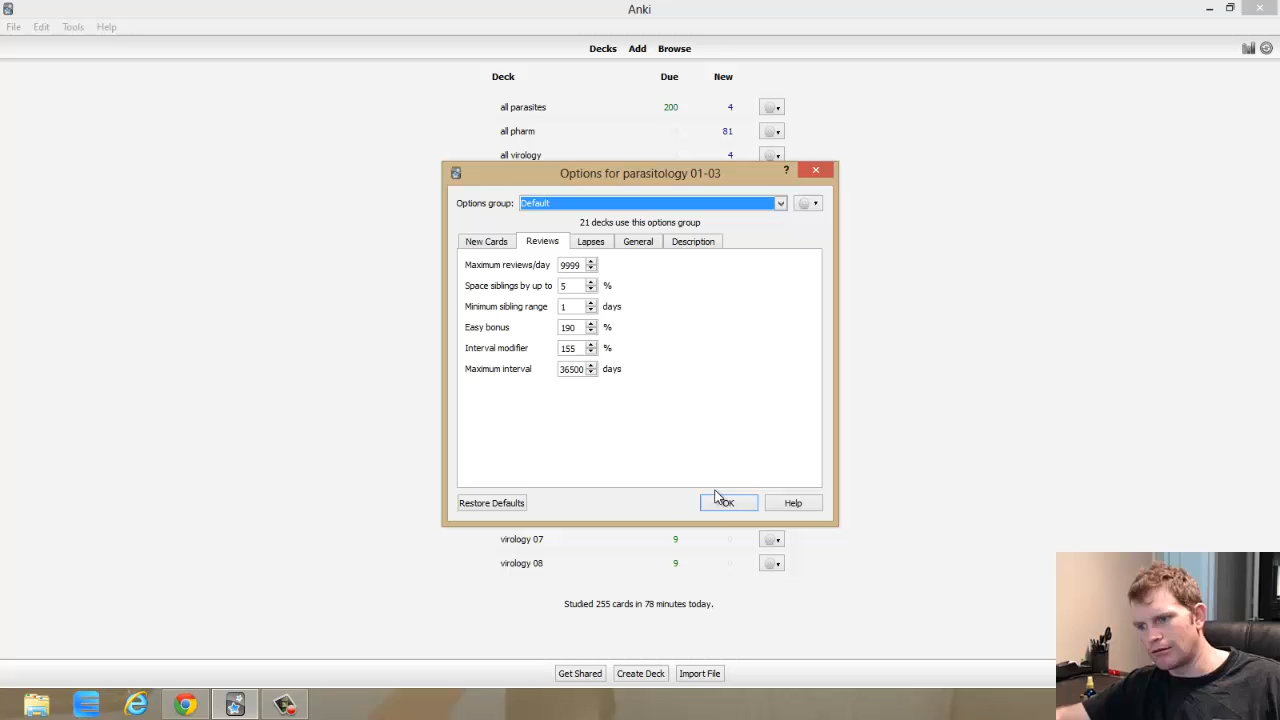 Anki
File Edit Tools Help
Decks Add Browse
Deck Due New
all parasites 200 4
all pharm 81
all virology 4
Options for parasitology 01-03 ?
Options group: Default
21 decks use this options group
New Cards Reviews Lapses General Description
Maximum reviews/day 9999
Space siblings by up to 5 %
Minimum sibling range 1 days
Easy bonus 190 %
Interval modifier 155 %
Maximum interval 36500 days
Restore Defaults OK Help
virology 07 9 0
virology 08 9 0
Studied 255 cards in 78 minutes today.
Get Shared Create Deck Import File